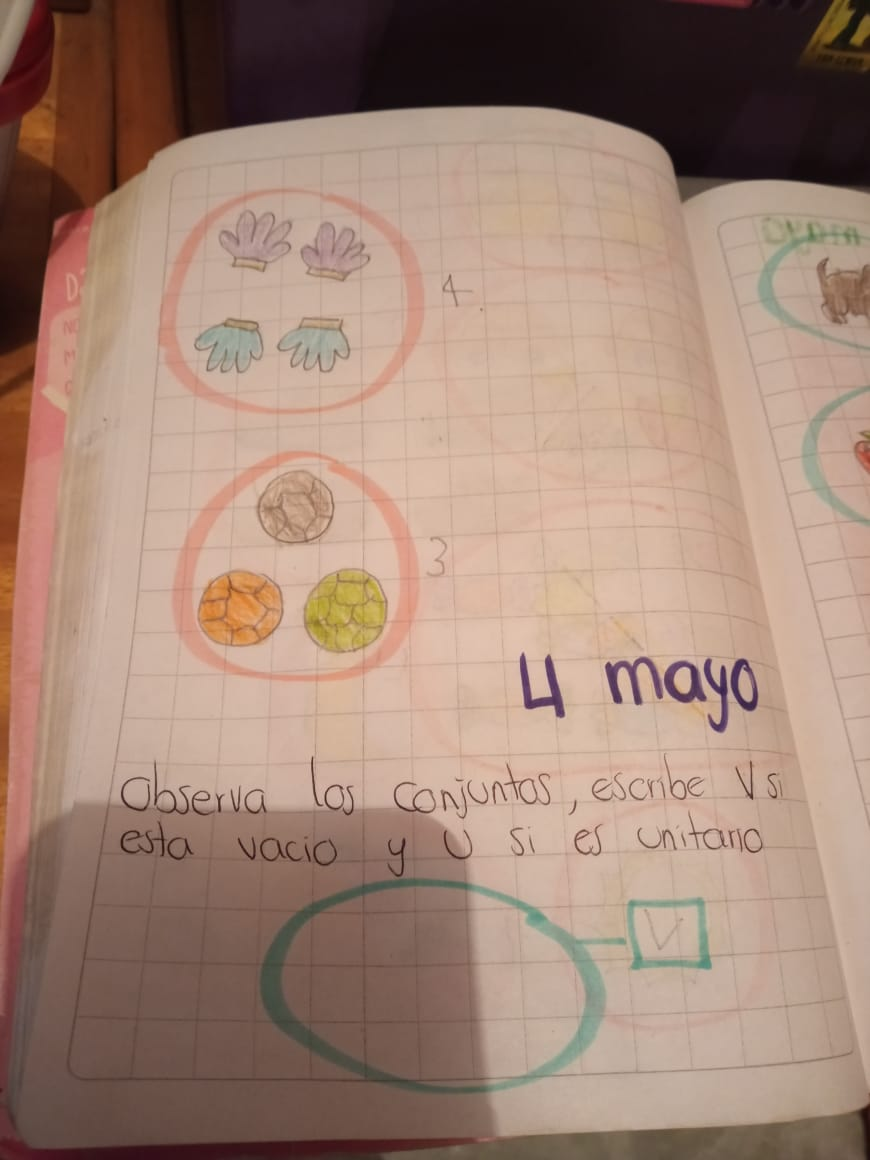 4
3
4 mayo
Observa los conjuntos, escribe V si
esta vacio y U si es unitario
V